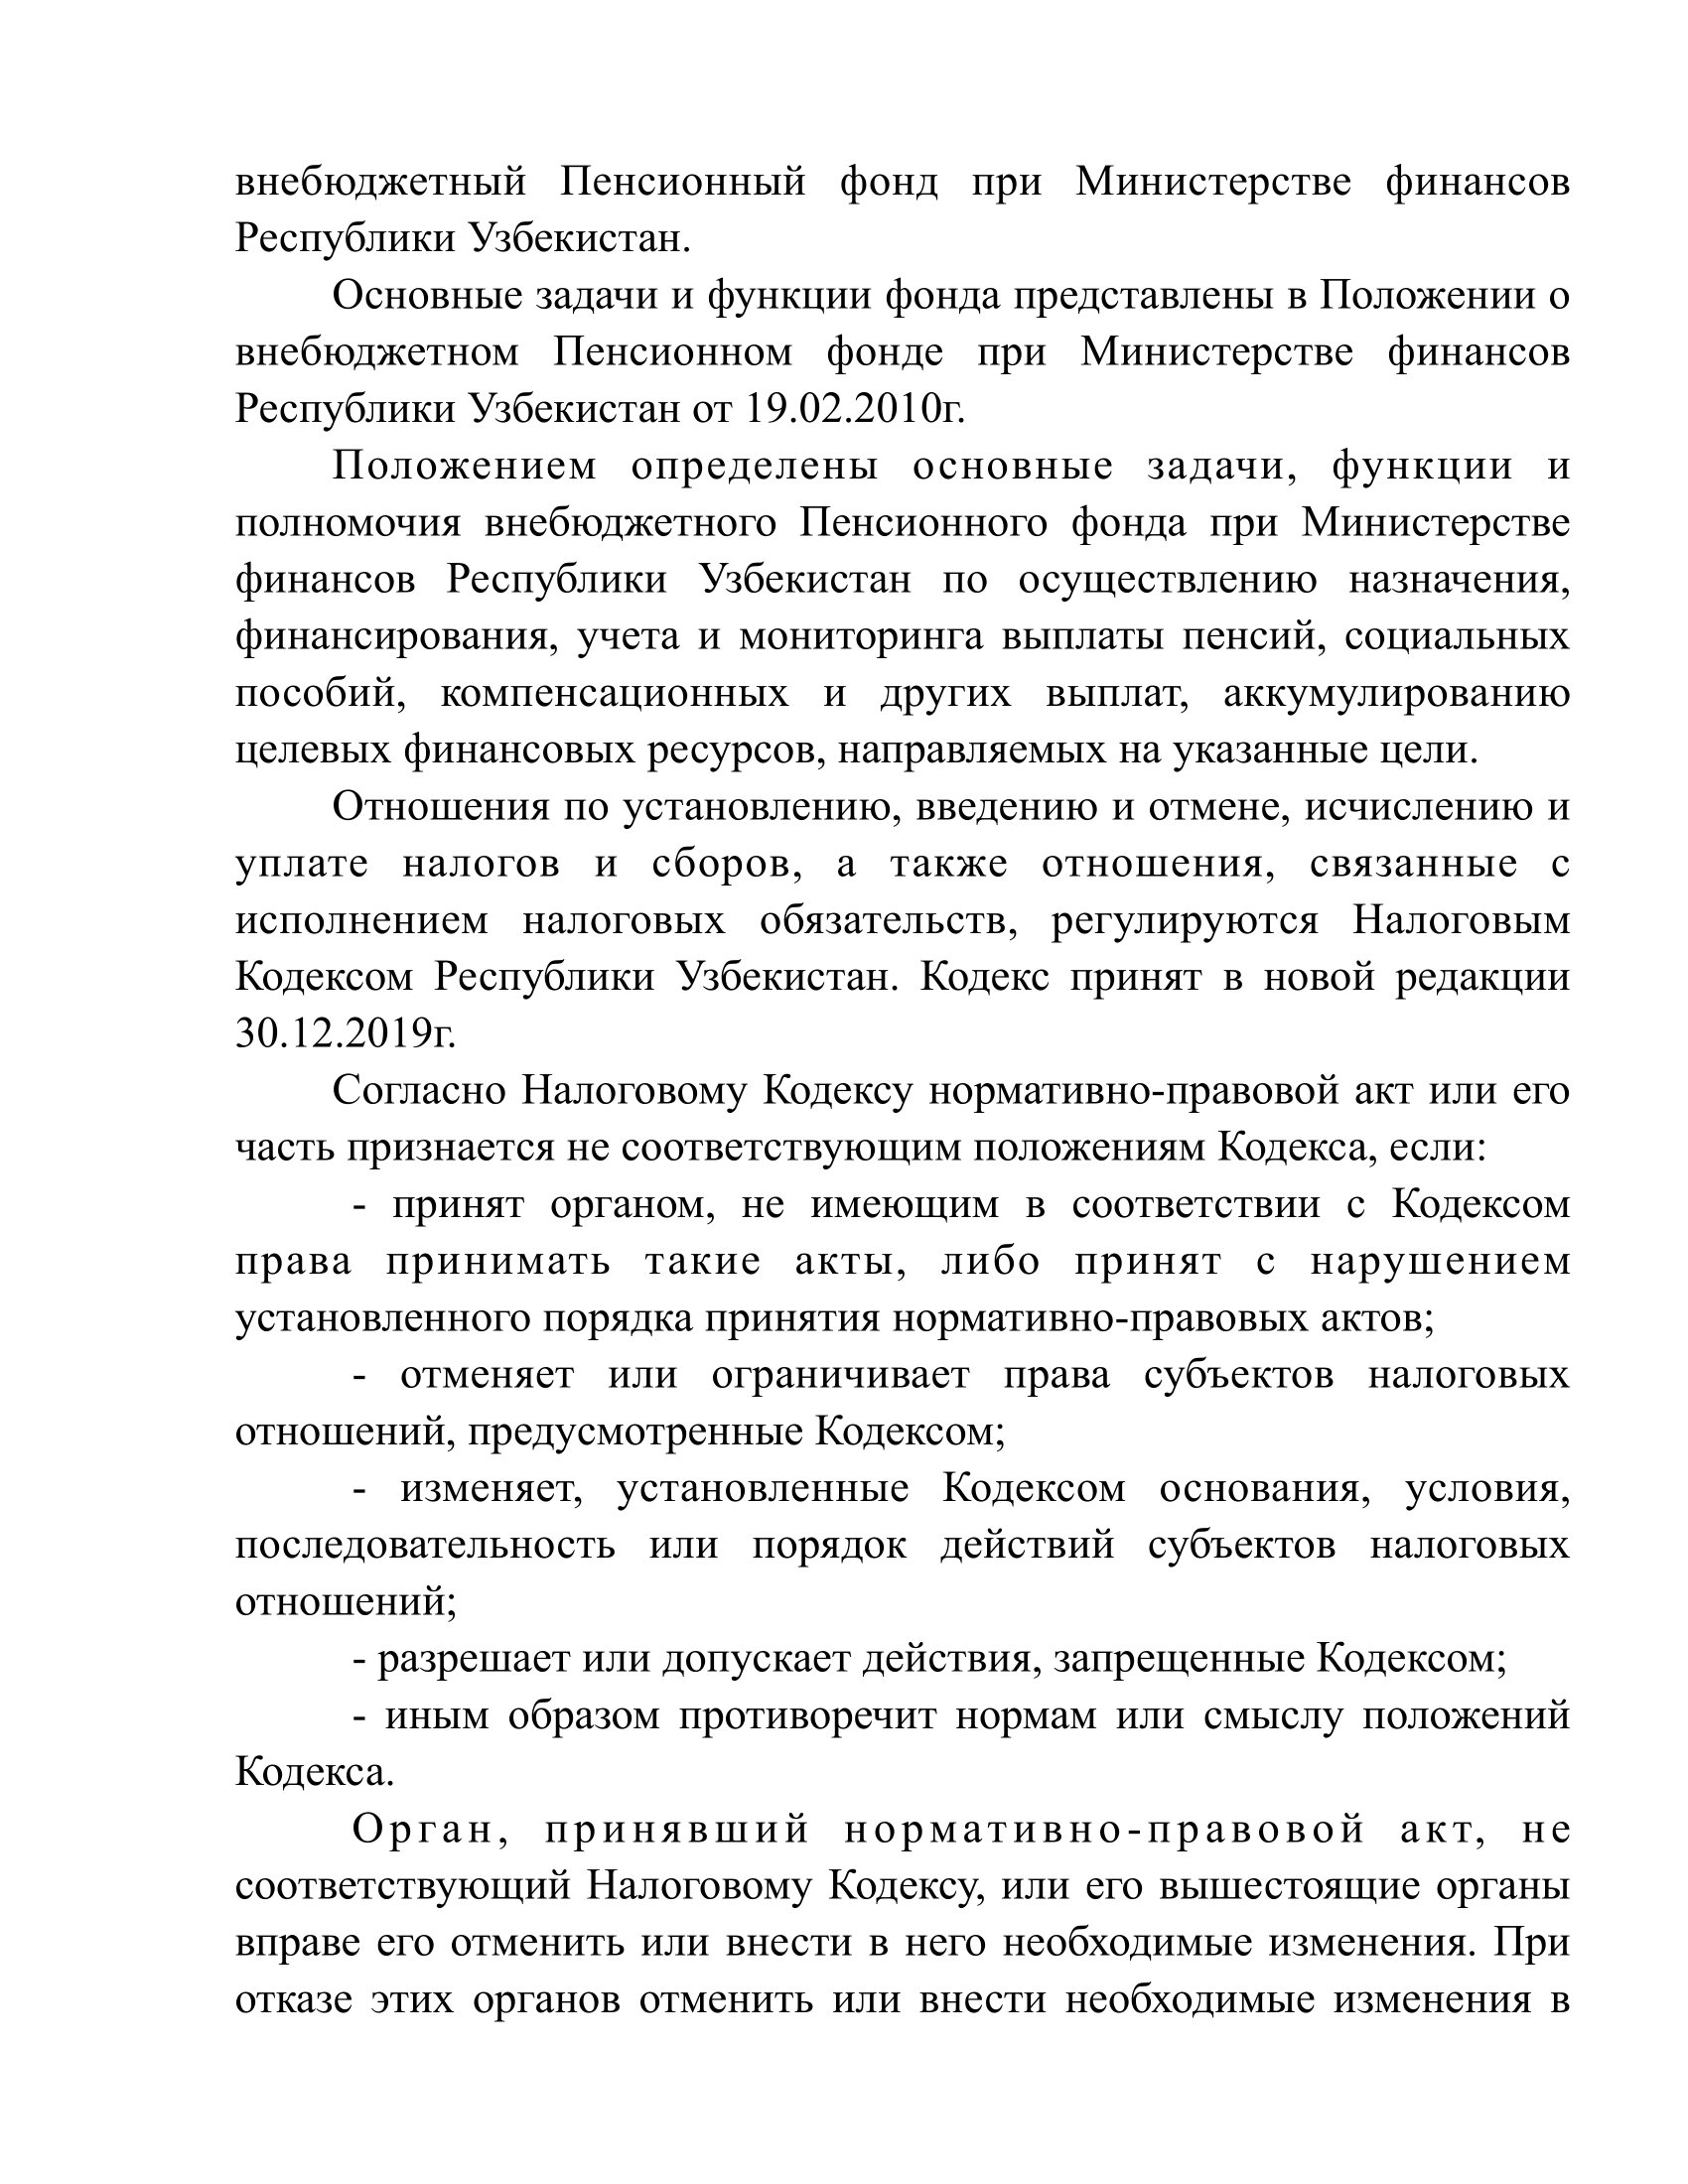 внебюджетный Пенсионный фонд при Министерстве финансов
Республики Узбекистан.
Основные задачи и функции фонда представлены в Положении о
внебюджетном Пенсионном фонде при Министерстве финансов
Республики Узбекистан от 19.02.2010г.
Положением определены основные задачи, функции и
полномочия внебюджетного Пенсионного фонда при Министерстве
финансов Республики Узбекистан по осуществлению назначения,
финансирования, учета и мониторинга выплаты пенсий, социальных
пособий, компенсационных и других выплат, аккумулированию
целевых финансовых ресурсов, направляемых на указанные цели.
Отношения по установлению, введению и отмене, исчислению и
уплате налогов и сборов, а также отношения, связанные с
исполнением налоговых обязательств, регулируются Налоговым
Кодексом Республики Узбекистан. Кодекс принят в новой редакции
30.12.2019г.
Согласно Налоговому Кодексу нормативно-правовой акт или его
часть признается не соответствующим положениям Кодекса, если:
- принят органом, не имеющим в соответствии с Кодексом
права принимать такие акты, либо принят с нарушением
установленного порядка принятия нормативно-правовых актов;
- отменяет или ограничивает права субъектов налоговых
отношений, предусмотренные Кодексом;
- изменяет, установленные Кодексом основания, условия,
последовательность или порядок действий субъектов налоговых
отношений;
- разрешает или допускает действия, запрещенные Кодексом;
- иным образом противоречит нормам или смыслу положений
Кодекса.
Орган, принявший нормативно-правовой акт, не
соответствующий Налоговому Кодексу, или его вышестоящие органы
вправе его отменить или внести в него необходимые изменения. При
отказе этих органов отменить или внести необходимые изменения в